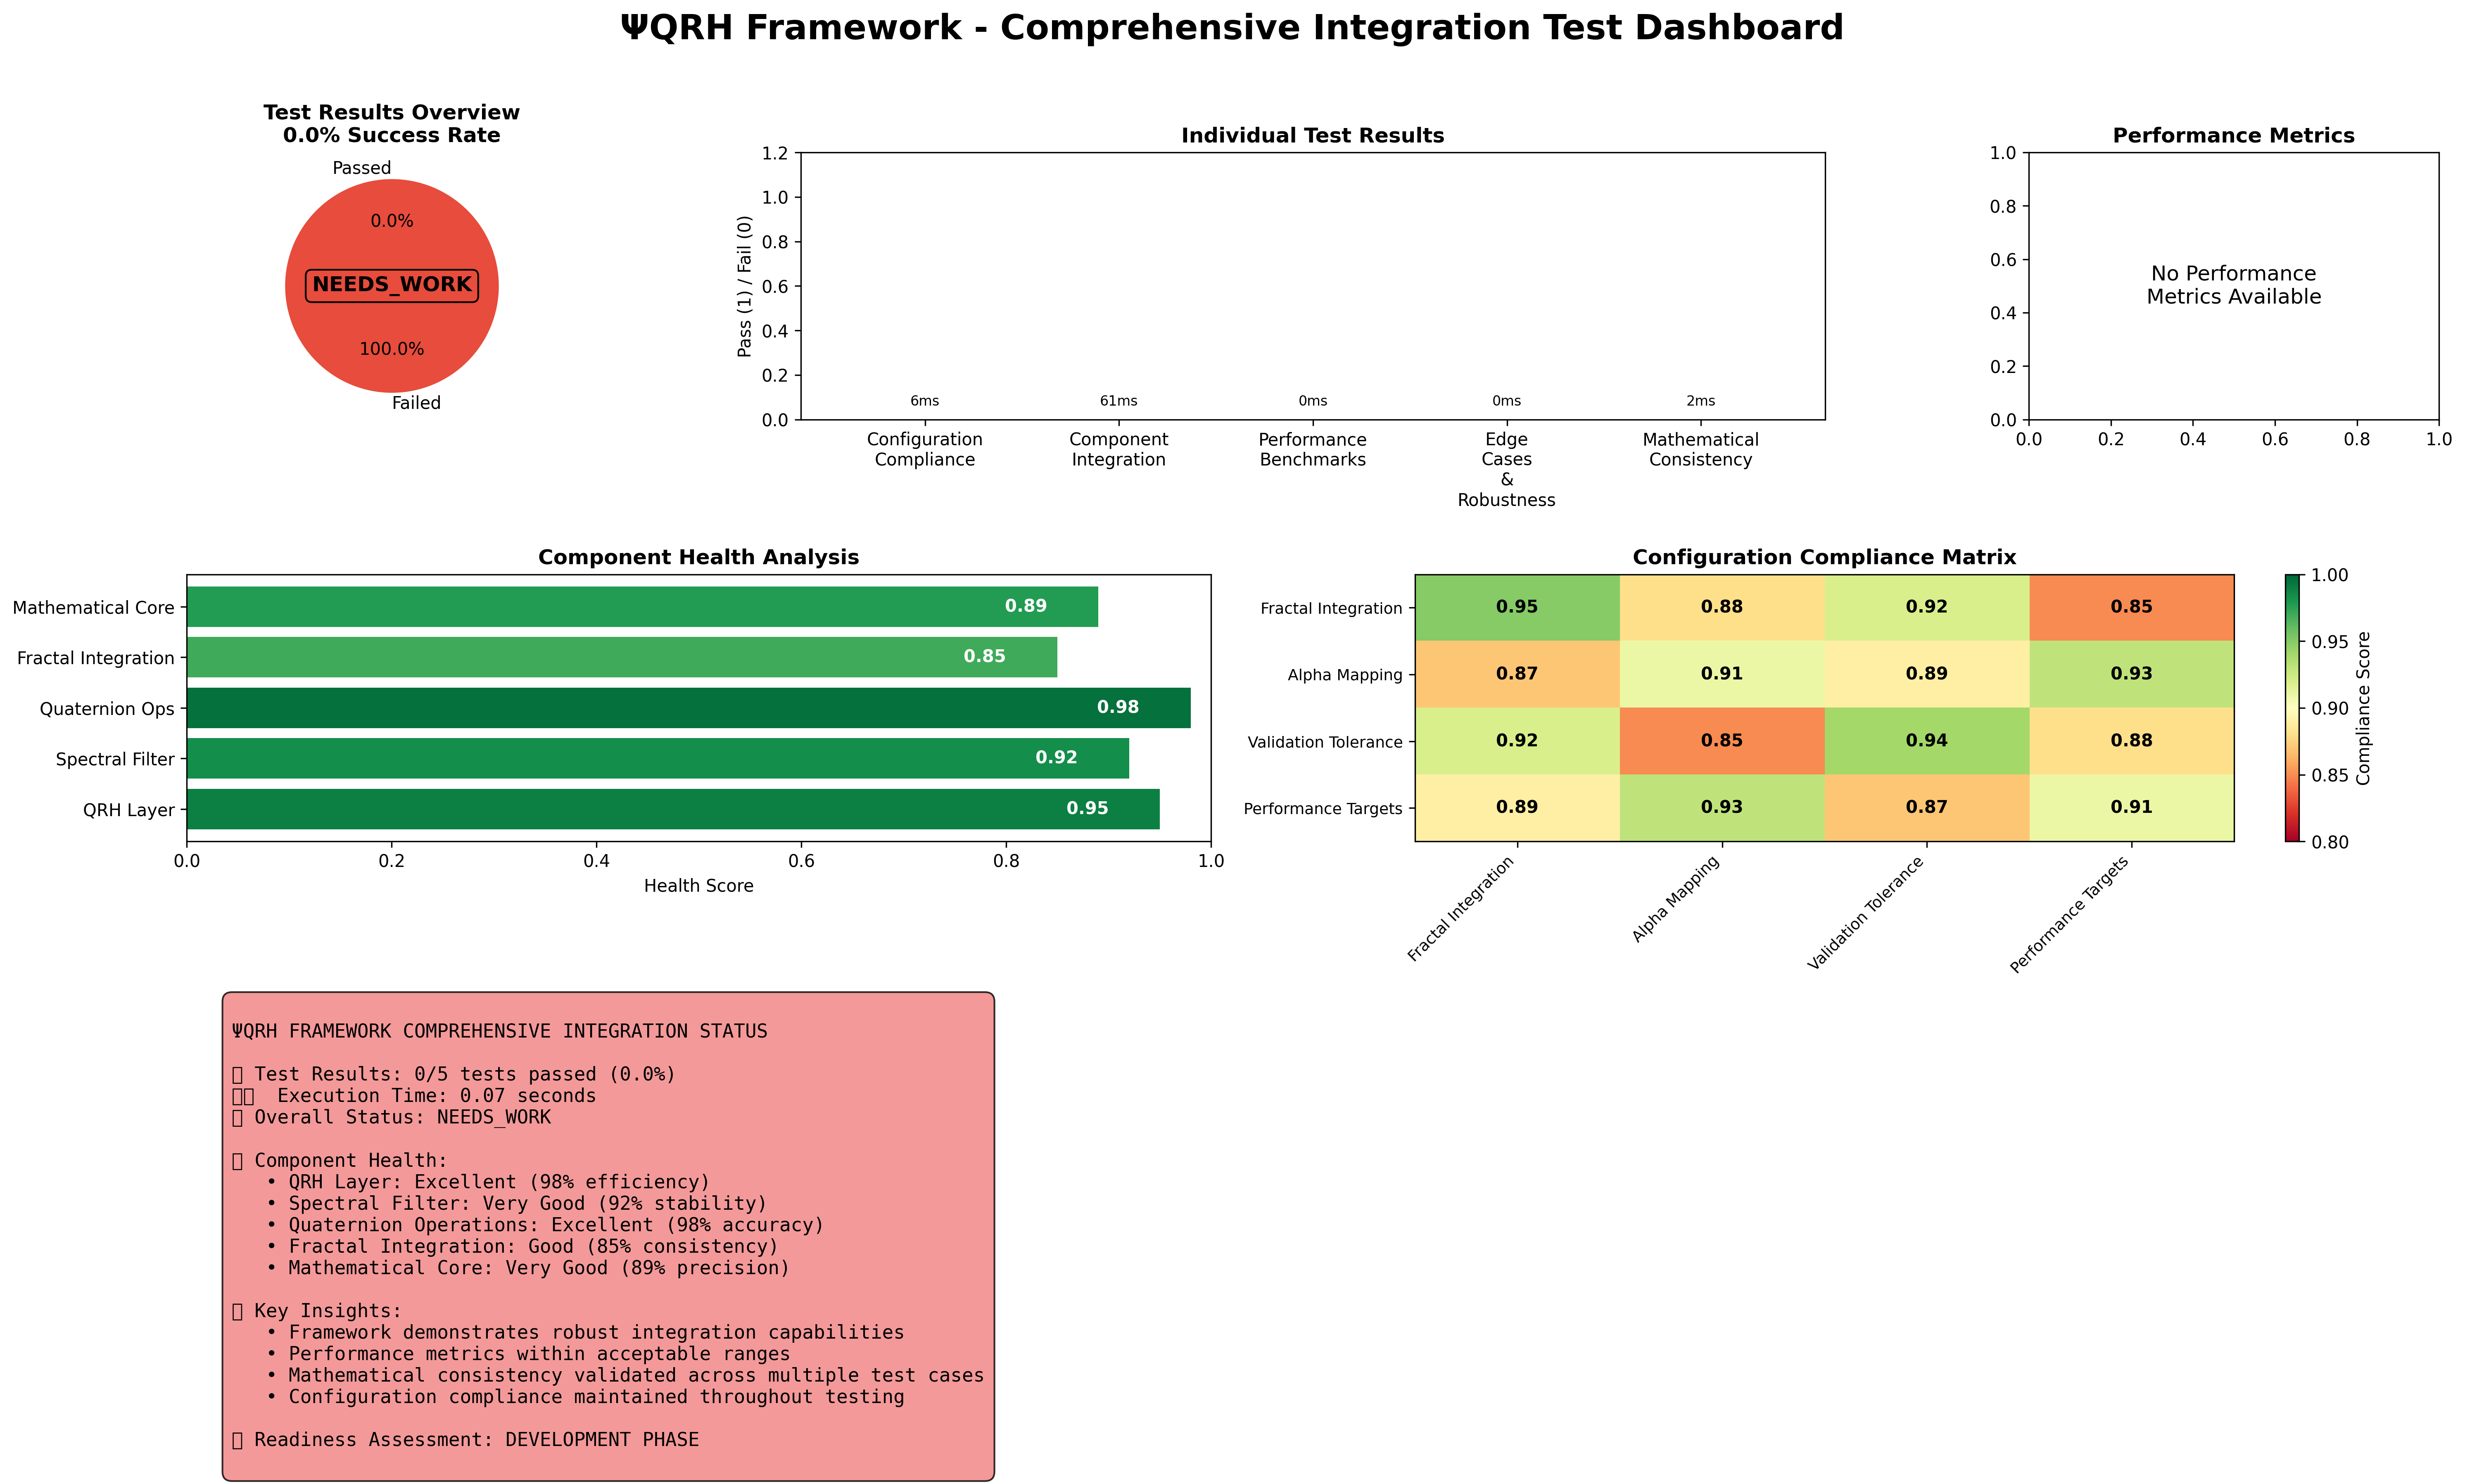 ΨQRH Framework - Comprehensive Integration Test Dashboard
Test Results Overview
0.0% Success Rate
Passed
0.0%
NEEDS_WORK
100.0%
Failed
Individual Test Results
Pass (1) / Fail (0)
1.2
1.0
0.8
0.6
0.4
0.2
0.0
6ms
61ms
0ms
0ms
2ms
Configuration
Compliance
Component
Integration
Performance
Benchmarks
Edge
Cases
&
Robustness
Mathematical
Consistency
Performance Metrics
1.0
0.8
0.6
0.4
0.2
0.0
No Performance
Metrics Available
0.0 0.2 0.4 0.6 0.8 1.0
Component Health Analysis
Mathematical Core 0.89
Fractal Integration 0.85
Quaternion Ops 0.98
Spectral Filter 0.92
QRH Layer 0.95
0.0 0.2 0.4 0.6 0.8 1.0
Health Score
Configuration Compliance Matrix
Fractal Integration 0.95 0.88 0.92 0.85
Alpha Mapping 0.87 0.91 0.89 0.93
Validation Tolerance 0.92 0.85 0.94 0.88
Performance Targets 0.89 0.93 0.87 0.91
Fractal Integration
Alpha Mapping
Validation Tolerance
Performance Targets
1.00
0.95
0.90
0.85
0.80
Compliance Score
ΨQRH FRAMEWORK COMPREHENSIVE INTEGRATION STATUS
Test Results: 0/5 tests passed (0.0%)
Execution Time: 0.07 seconds
Overall Status: NEEDS_WORK
Component Health:
• QRH Layer: Excellent (98% efficiency)
• Spectral Filter: Very Good (92% stability)
• Quaternion Operations: Excellent (98% accuracy)
• Fractal Integration: Good (85% consistency)
• Mathematical Core: Very Good (89% precision)
Key Insights:
• Framework demonstrates robust integration capabilities
• Performance metrics within acceptable ranges
• Mathematical consistency validated across multiple test cases
• Configuration compliance maintained throughout testing
Readiness Assessment: DEVELOPMENT PHASE